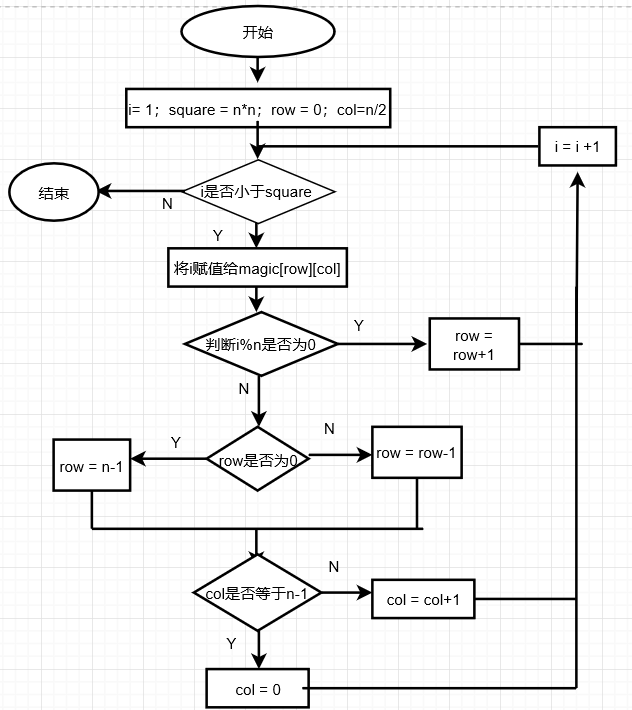 开始
i= 1；square = n*n；row = 0；col=n/2
i = i +1
i是否小于square
结束
N
Y
将i赋值给magic[row][col]
判断i%n是否为0
Y
row =
row+1
N
row是否为0
Y
N
row = n-1
row = row-1
col是否等于n-1
N
col = col+1
Y
col = 0